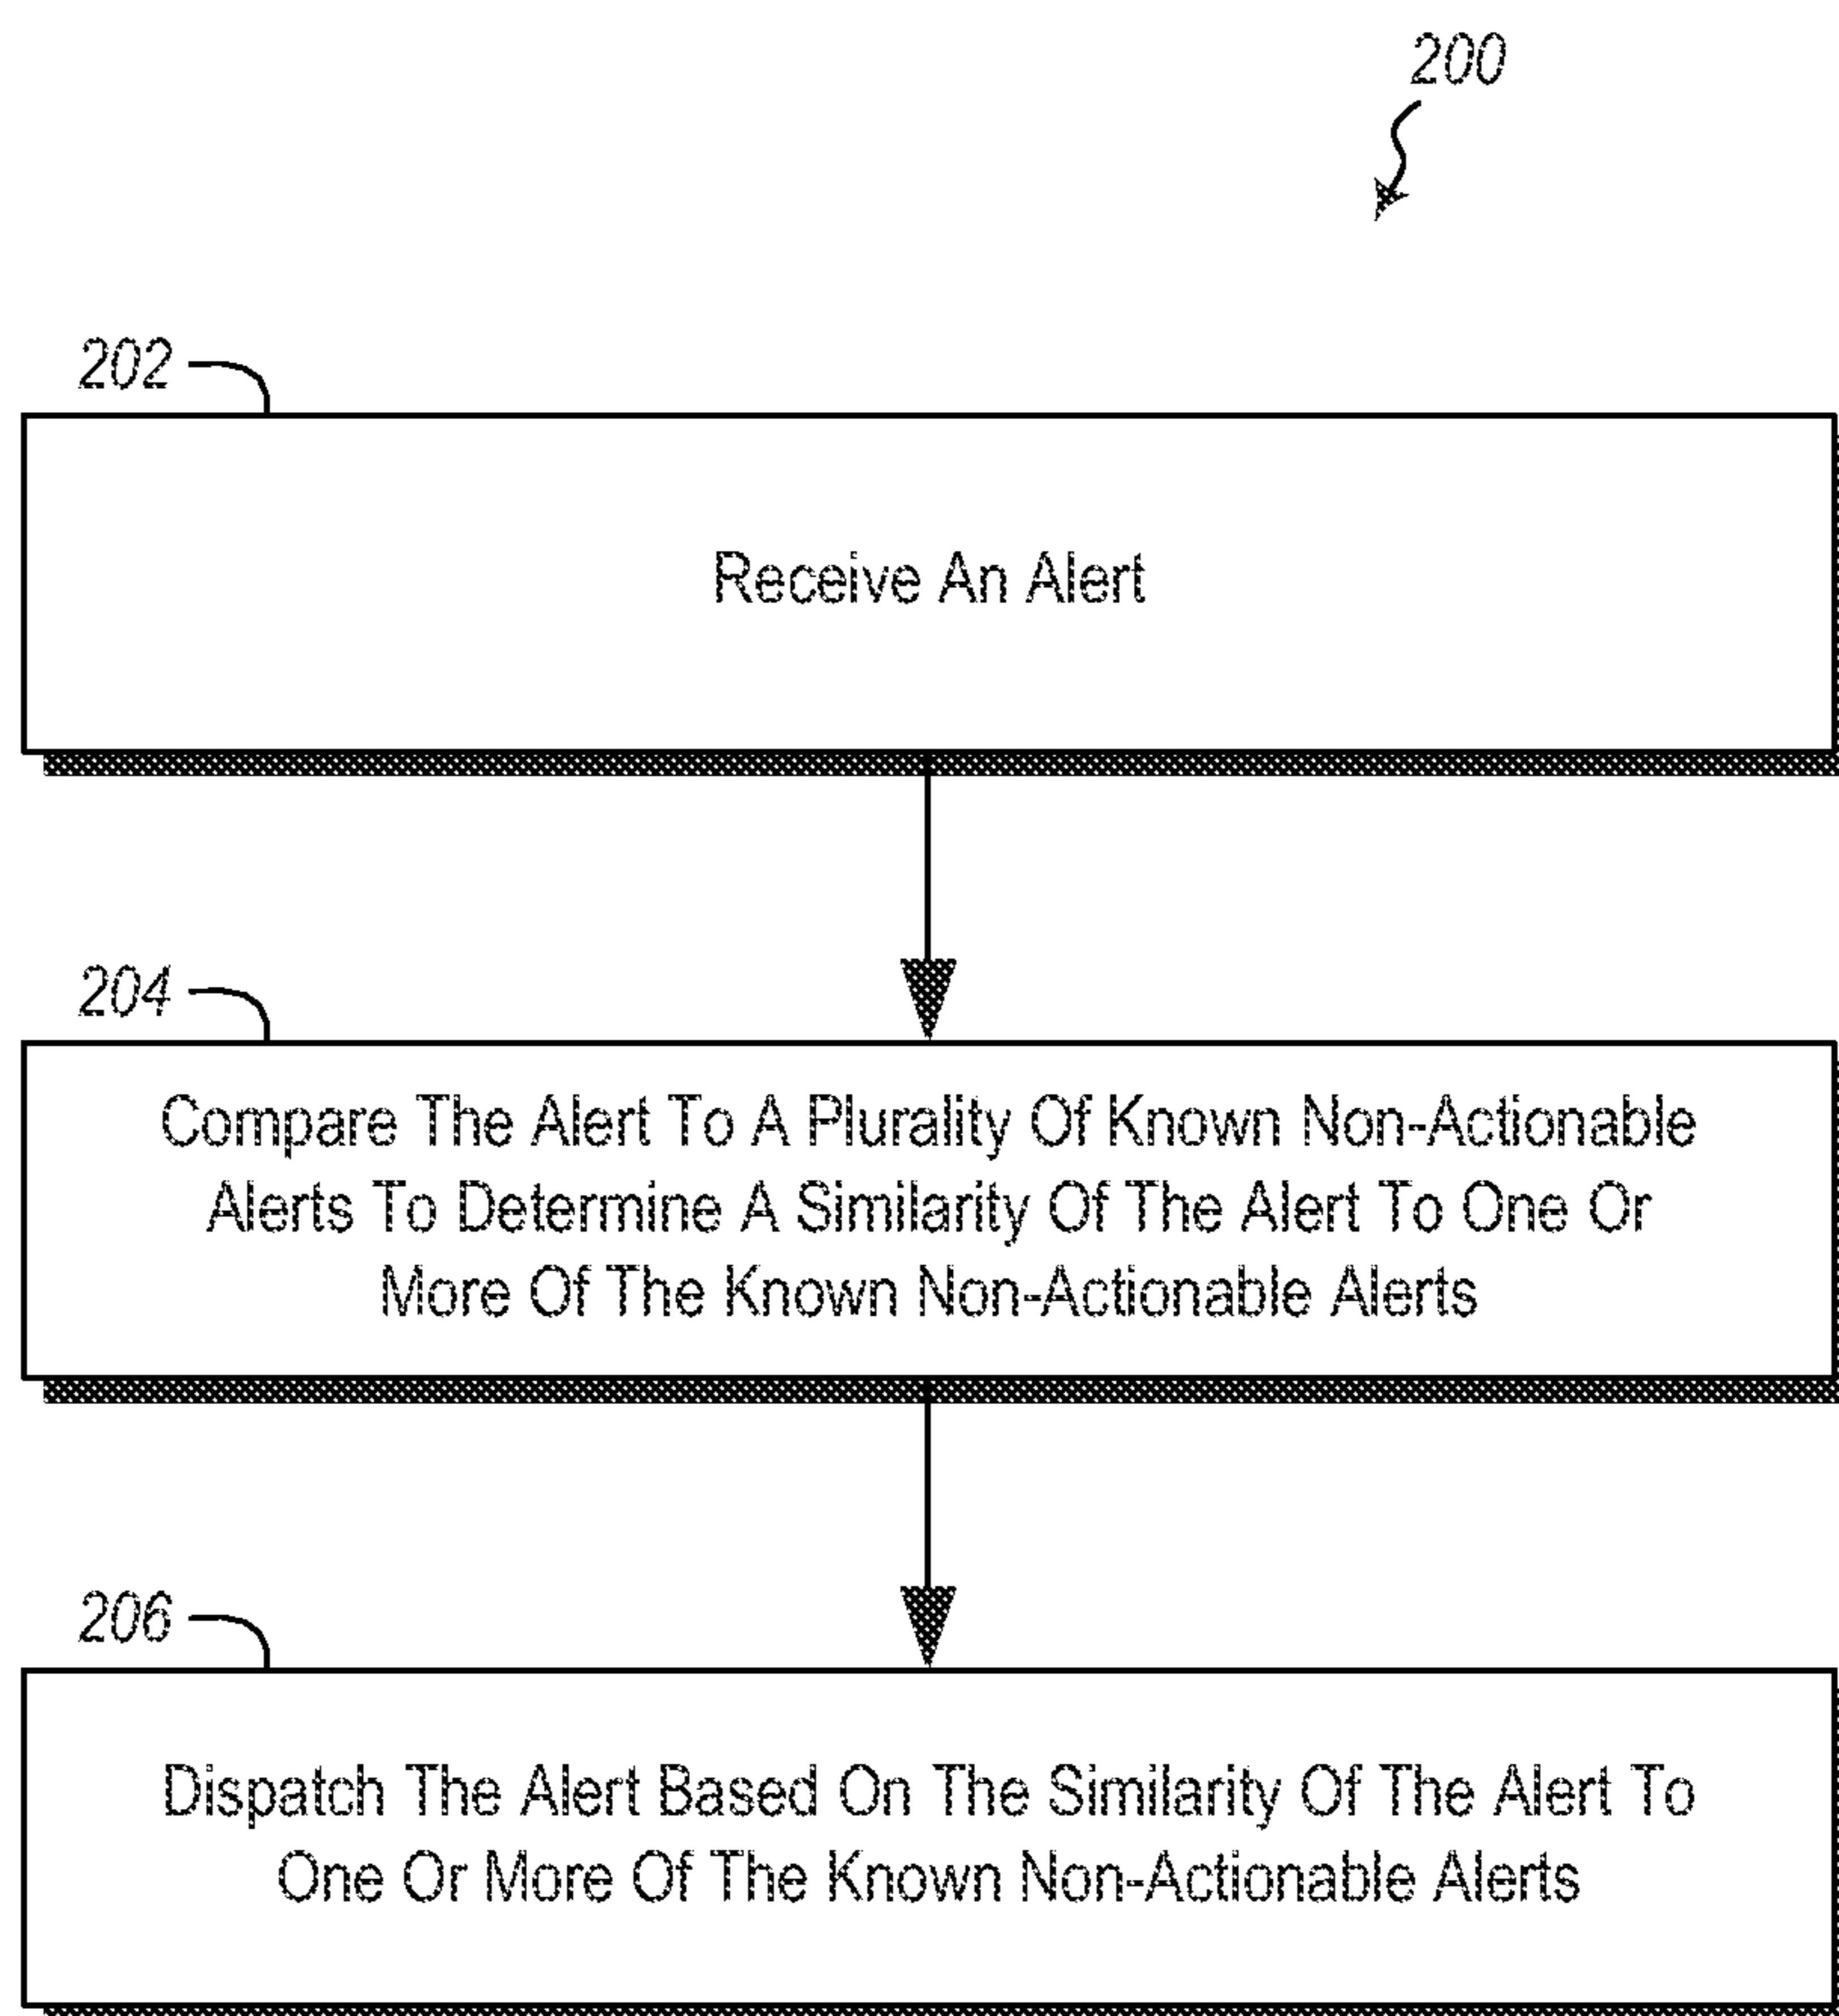 200
202
Receive An Alert
204
Compare The Alert To A Plurality Of Known Non-Actionable
Alerts To Determine A Similarity Of The Alert To One Or
More Of The Known Non-Actionable Alerts
206
Dispatch The Alert Based On The Similarity Of The Alert To
One Or More Of The Known Non-Actionable Alerts